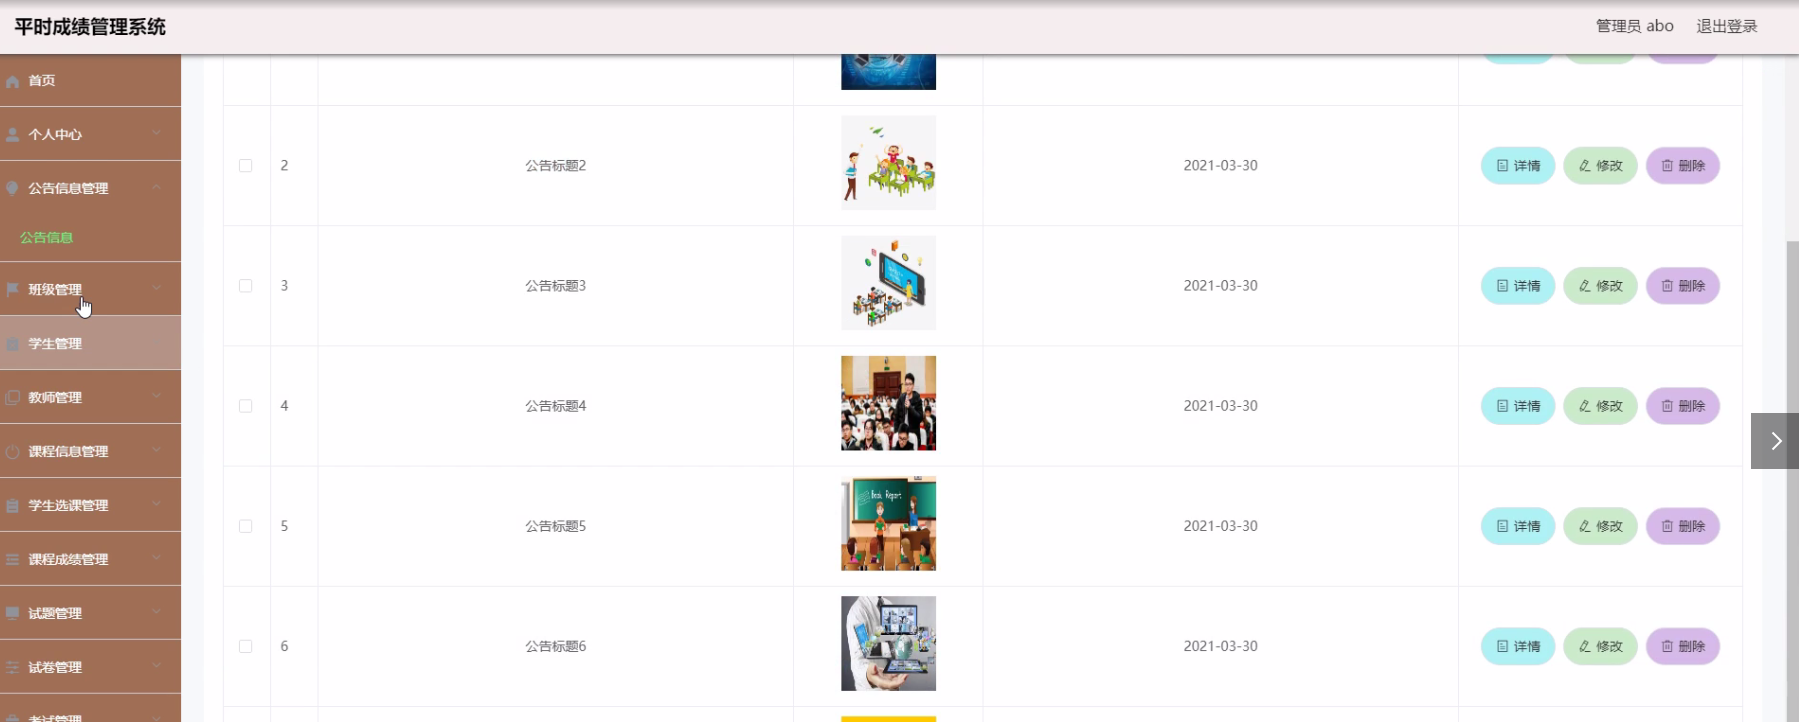 平时成绩管理系统
管理员 abo 退出登录
首页
个人中心
公告信息管理
公告信息
班级管理
学生管理
教师管理
课程信息管理
学生选课管理
课程成绩管理
试题管理
试卷管理
考试管理
2 公告标题2 2021-03-30 详情 修改 删除
3 公告标题3 2021-03-30 详情 修改 删除
4 公告标题4 2021-03-30 详情 修改 删除
5 公告标题5 Book Report 2021-03-30 详情 修改 删除
6 公告标题6 2021-03-30 详情 修改 删除